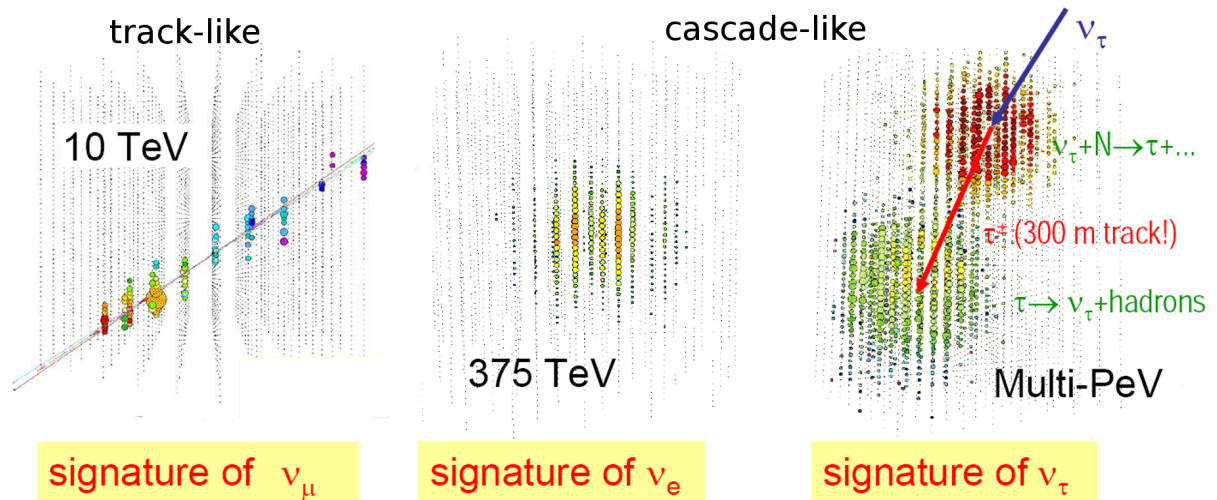 track-like
cascade-like
ντ
10 TeV
ντ+N→τ+...
τ± (300 m track!)
τ→ ντ+hadrons
375 TeV
Multi-PeV
signature of νμ
signature of νe
signature of ντ